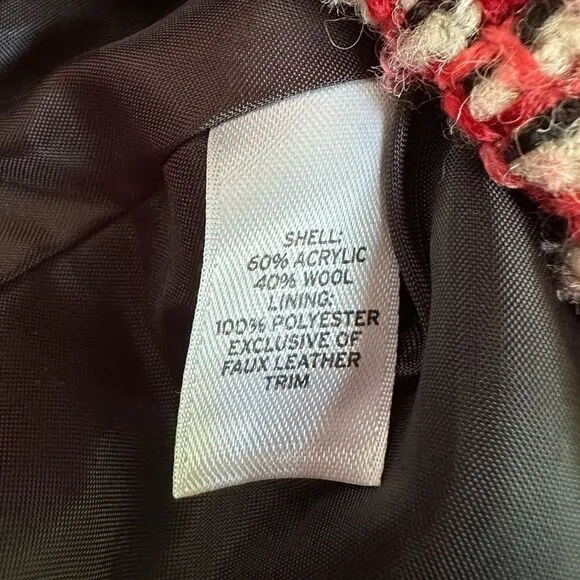 SHELL:
60% ACRYLIC
40% WOOL
LINING:
100% POLYESTER
EXCLUSIVE OF
FAUX LEATHER
TRIM